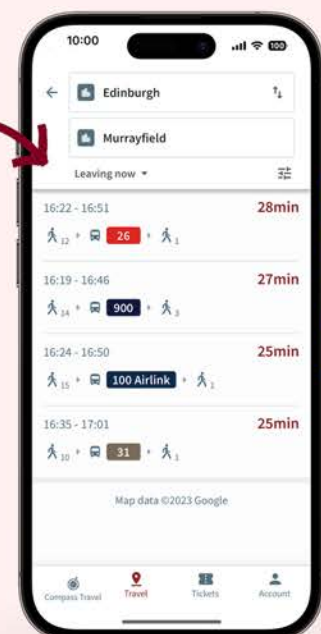 10:00
100
Edinburgh
Murrayfield
Leaving now
16:22 - 16:51 28min
12 26 1
16:19 - 16:46 27min
14 900 3
16:24 - 16:50 25min
15 100 Airlink 1
16:35 - 17:01 25min
10 31 1
Map data ©2023 Google
Compass Travel Travel Tickets Account